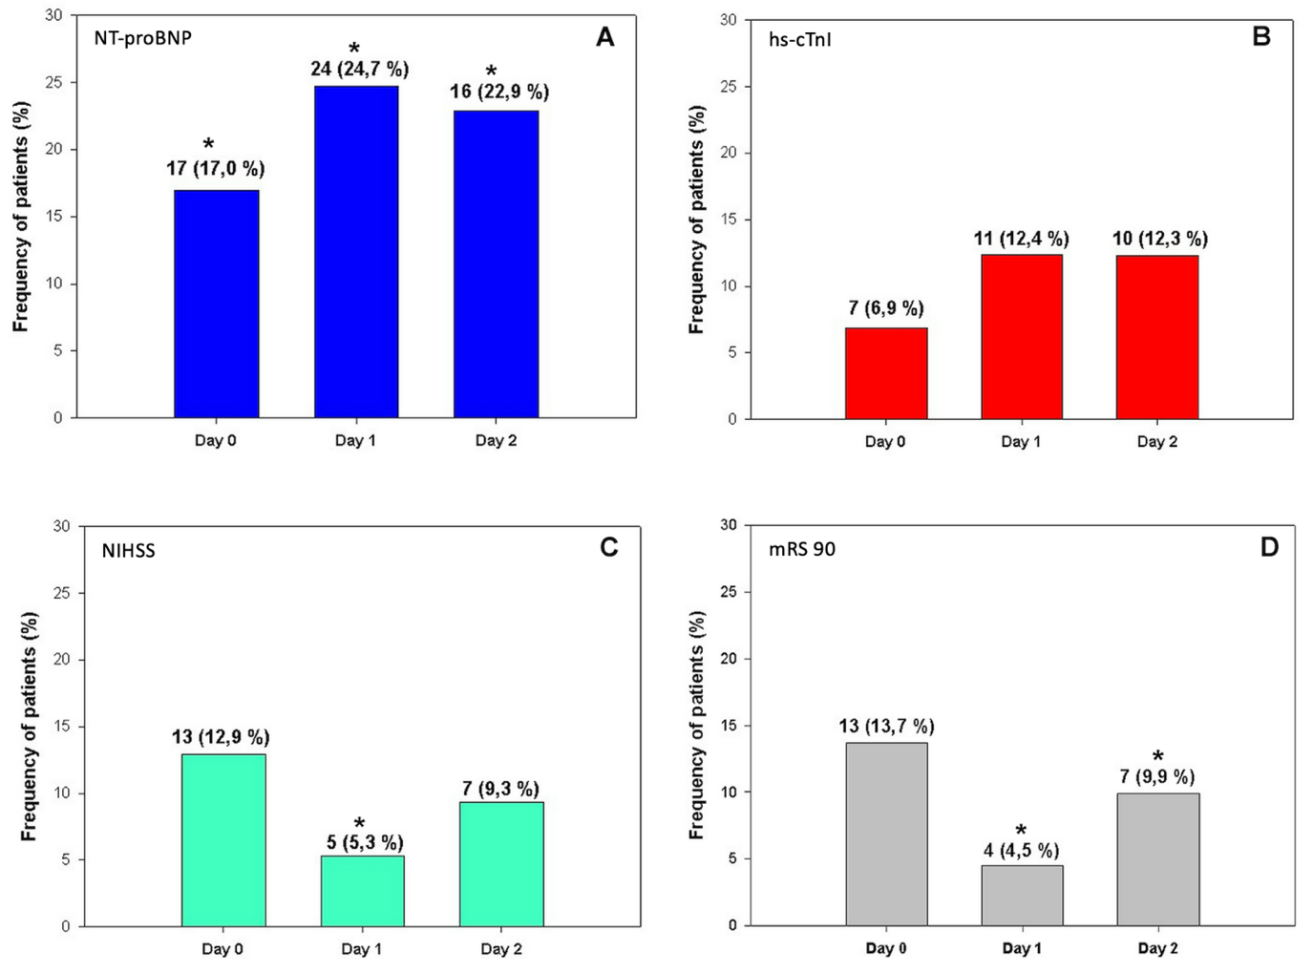 NT-proBNP
A
Frequency of patients (%)
30
25
20
15
10
5
0
*
17 (17,0 %)
*
24 (24,7 %)
*
16 (22,9 %)
Day 0
Day 1
Day 2
hs-cTnI
B
Frequency of patients (%)
30
25
20
15
10
5
0
7 (6,9 %)
11 (12,4 %)
10 (12,3 %)
Day 0
Day 1
Day 2
NIHSS
C
Frequency of patients (%)
30
25
20
15
10
5
0
13 (12,9 %)
*
5 (5,3 %)
7 (9,3 %)
Day 0
Day 1
Day 2
mRS 90
D
Frequency of patients (%)
30
25
20
15
10
5
0
13 (13,7 %)
*
4 (4,5 %)
*
7 (9,9 %)
Day 0
Day 1
Day 2